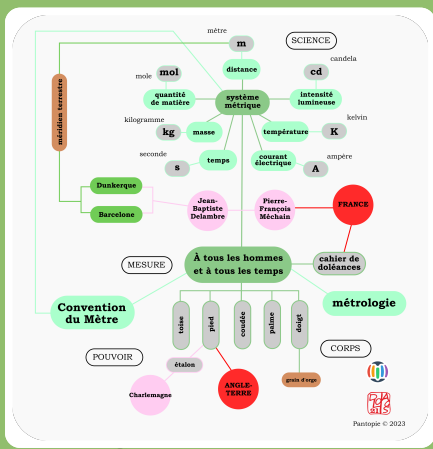 mètre
m
SCIENCE
candela
mole
mol
distance
cd
quantité
de matière
système
métrique
intensité
lumineuse
méridien terrestre
kilogramme
kg
masse
température
kelvin
K
seconde
s
temps
courant
électrique
ampère
A
Dunkerque
Barcelone
Jean-
Baptiste
Delambre
Pierre-
François
Méchain
FRANCE
MESURE
À tous les hommes
et à tous les temps
cahier de
doléances
Convention
du Mètre
métrologie
toise
pied
coudée
palme
doigt
POUVOIR
CORPS
étalon
Charlemagne
ANGLE-
TERRE
grain d'orge
Pantopic © 2023